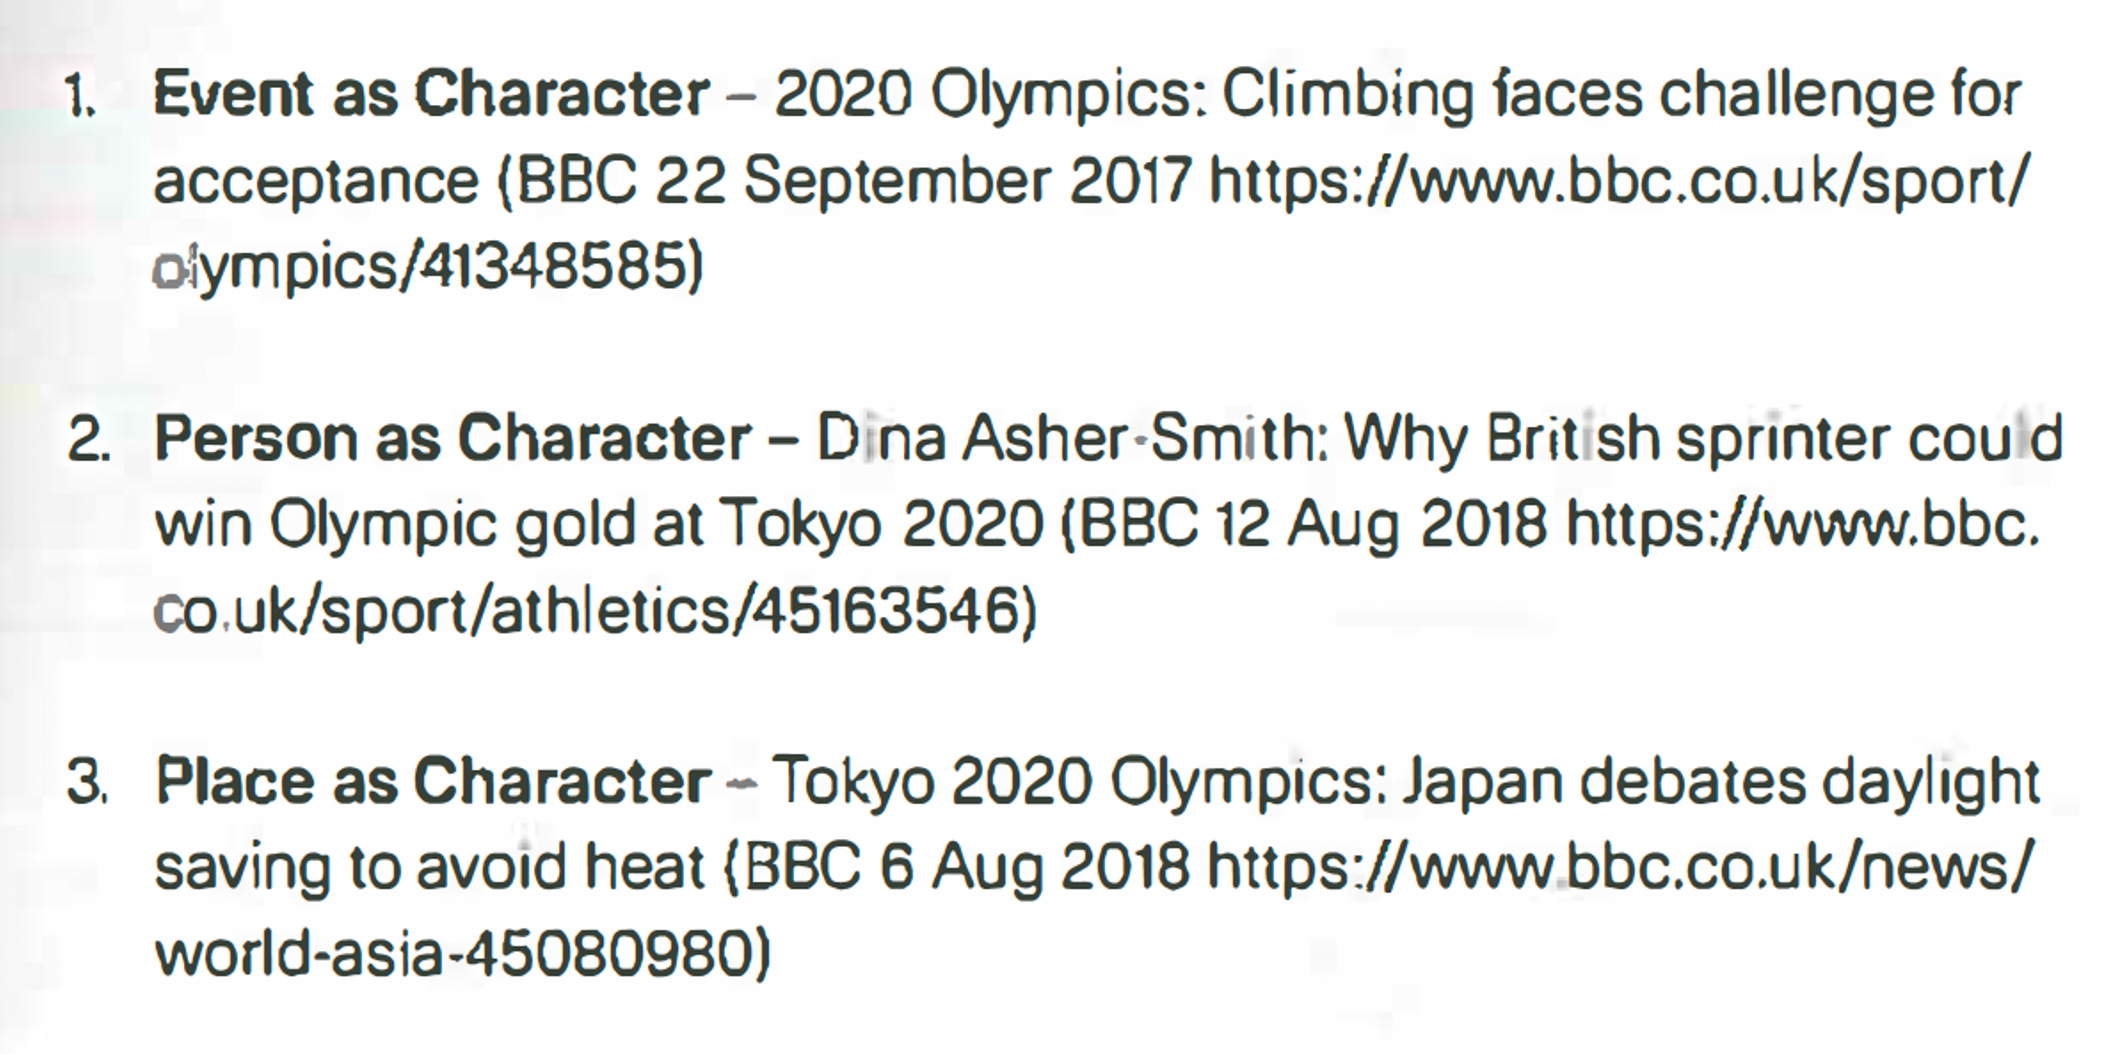 1. Event as Character – 2020 Olympics: Climbing faces challenge for
acceptance (BBC 22 September 2017 https://www.bbc.co.uk/sport/
olympics/41348585)
2. Person as Character – Dina Asher-Smith: Why British sprinter could
win Olympic gold at Tokyo 2020 (BBC 12 Aug 2018 https://www.bbc.
co.uk/sport/athletics/45163546)
3. Place as Character – Tokyo 2020 Olympics: Japan debates daylight
saving to avoid heat (BBC 6 Aug 2018 https://www.bbc.co.uk/news/
world-asia-45080980)